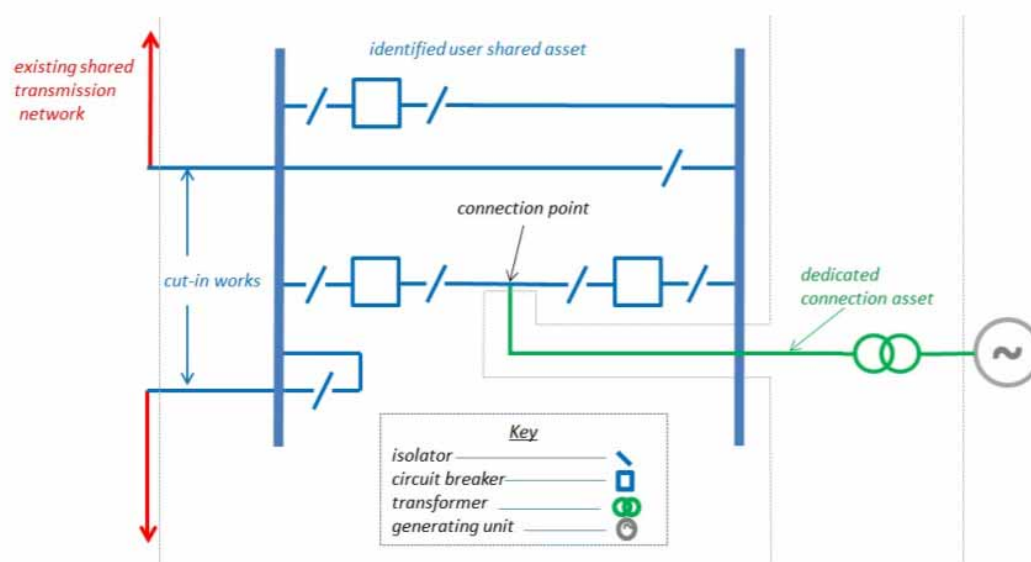 identified user shared asset
existing shared
transmission
network
connection point
cut-in works
dedicated
connection asset
~
Key
isolator
circuit breaker
transformer
generating unit